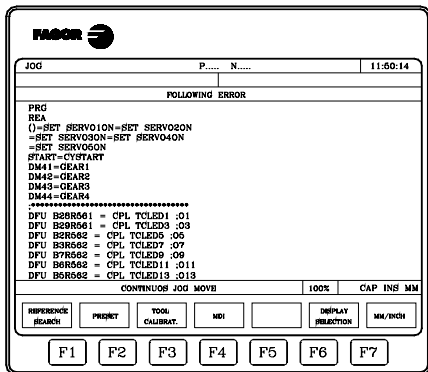 FAGOR
JOG P..... N..... 11:50:14
FOLLOWING ERROR
PRG
REA
()=SET SERVO1ON=SET SERVO2ON
=SET SERVO3ON=SET SERVO4ON
=SET SERVO5ON
START=CYSTART
DM41=GEAR1
DM42=GEAR2
DM43=GEAR3
DM44=GEAR4
;************************************
DFU B28R561 = CPL TCLED1 ;01
DFU B29R561 = CPL TCLED3 ;03
DFU B2R562 = CPL TCLED5 ;05
DFU B3R562 = CPL TCLED7 ;07
DFU B7R562 = CPL TCLED9 ;09
DFU B6R562 = CPL TCLED11 ;011
DFU B5R562 = CPL TCLED13 ;013
CONTINUOS JOG MOVE 100% CAP INS MM
REFERENCE SEARCH PRESET TOOL CALIBRAT. MDI DISPLAY SELECTION MM/INCH
F1 F2 F3 F4 F5 F6 F7